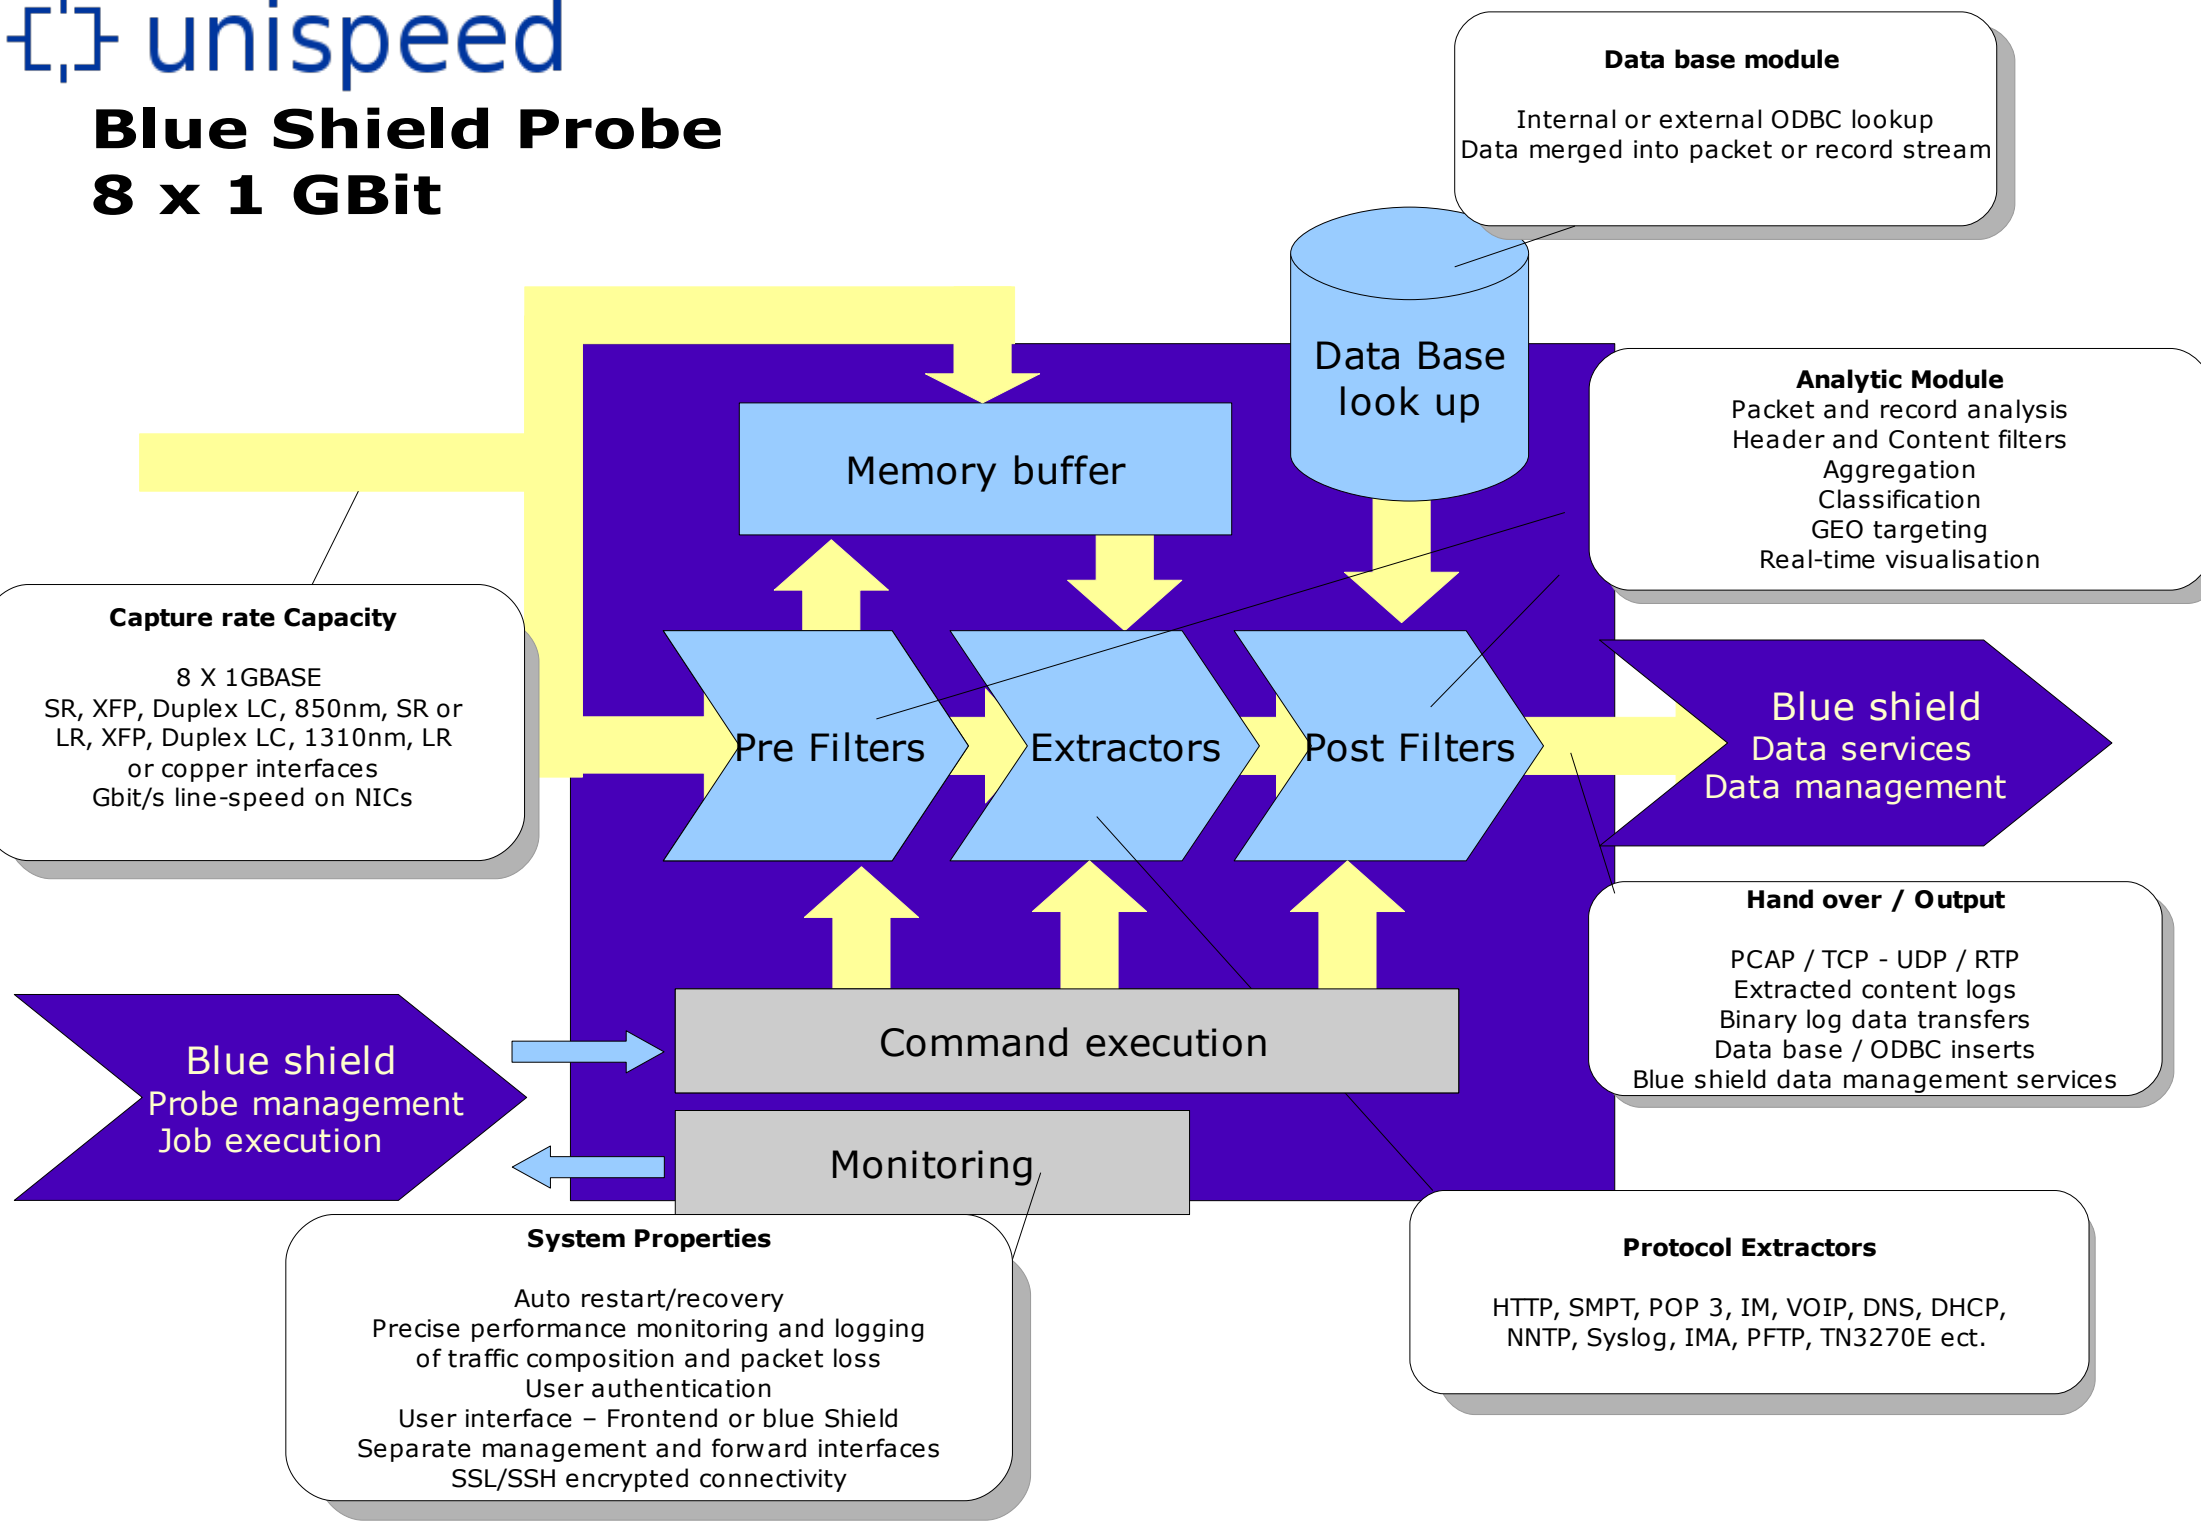 unispeed
Blue Shield Probe
8 x 1 GBit
Data base module
Internal or external ODBC lookup
Data merged into packet or record stream
Data Base
look up
Analytic Module
Packet and record analysis
Header and Content filters
Aggregation
Classification
GEO targeting
Real-time visualisation
Memory buffer
Capture rate Capacity
8 X 1GBASE
SR, XFP, Duplex LC, 850nm, SR or
LR, XFP, Duplex LC, 1310nm, LR
or copper interfaces
Gbit/s line-speed on NICs
Pre Filters
Extractors
Post Filters
Blue shield
Data services
Data management
Hand over / Output
PCAP / TCP - UDP / RTP
Extracted content logs
Binary log data transfers
Data base / ODBC inserts
Blue shield data management services
Blue shield
Probe management
Job execution
Command execution
Monitoring
System Properties
Auto restart/recovery
Precise performance monitoring and logging
of traffic composition and packet loss
User authentication
User interface – Frontend or blue Shield
Separate management and forward interfaces
SSL/SSH encrypted connectivity
Protocol Extractors
HTTP, SMPT, POP 3, IM, VOIP, DNS, DHCP,
NNTP, Syslog, IMA, PFTP, TN3270E ect.